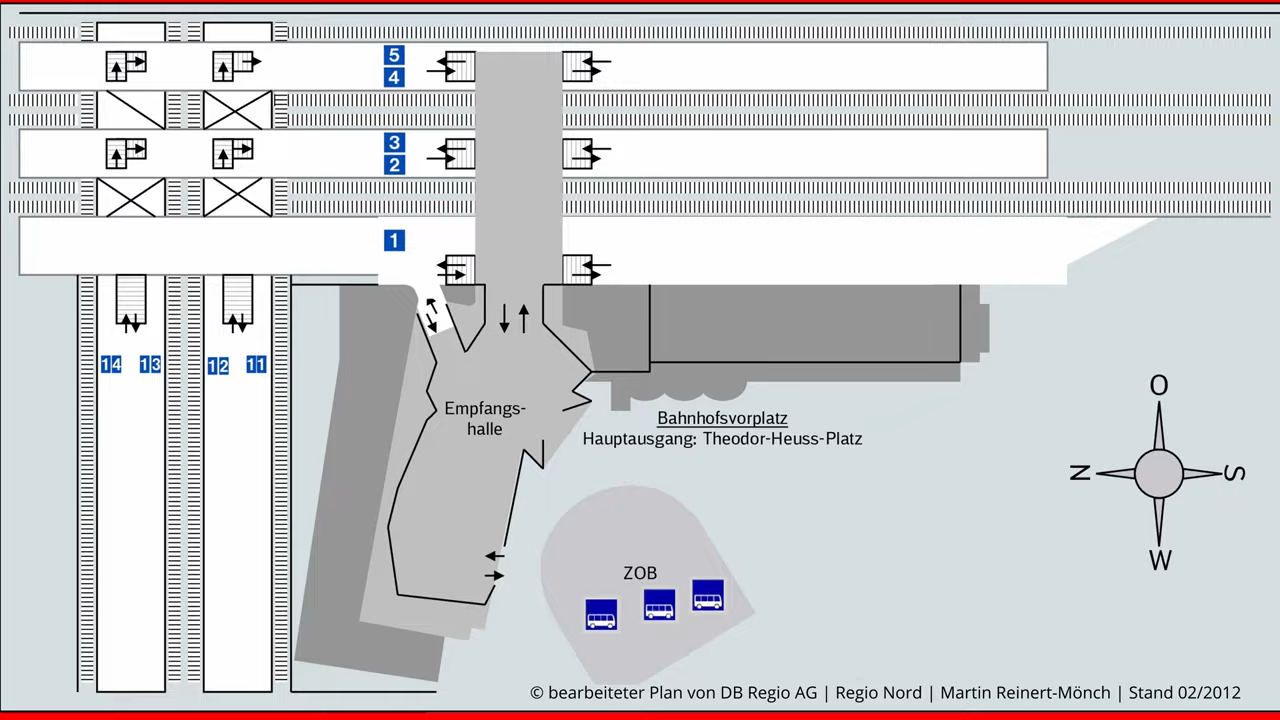 5
4
3
2
1
14 13 12 11
Empfangs-
halle
Bahnhofsvorplatz
Hauptausgang: Theodor-Heuss-Platz
O
N S
W
ZOB
© bearbeiteter Plan von DB Regio AG | Regio Nord | Martin Reinert-Mönch | Stand 02/2012